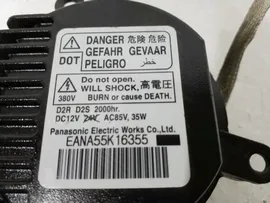 DANGER 危險 危险
DOT GEFAHR GEVAAR
PELIGRO خطر
Do not open.
WILL SHOCK, 高電圧
380V BURN or cause DEATH.
D2R D2S 2000hr.
DC12V 24V AC85V, 35W
Panasonic Electric Works Co.,Ltd.
EANA55K16355